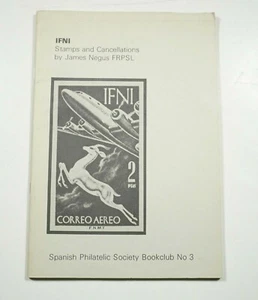 IFNI
Stamps and Cancellations
by James Negus FRPSL
IFNI
2
PTAS
CORREO AEREO
F.N.M.T.
Spanish Philatelic Society Bookclub No 3